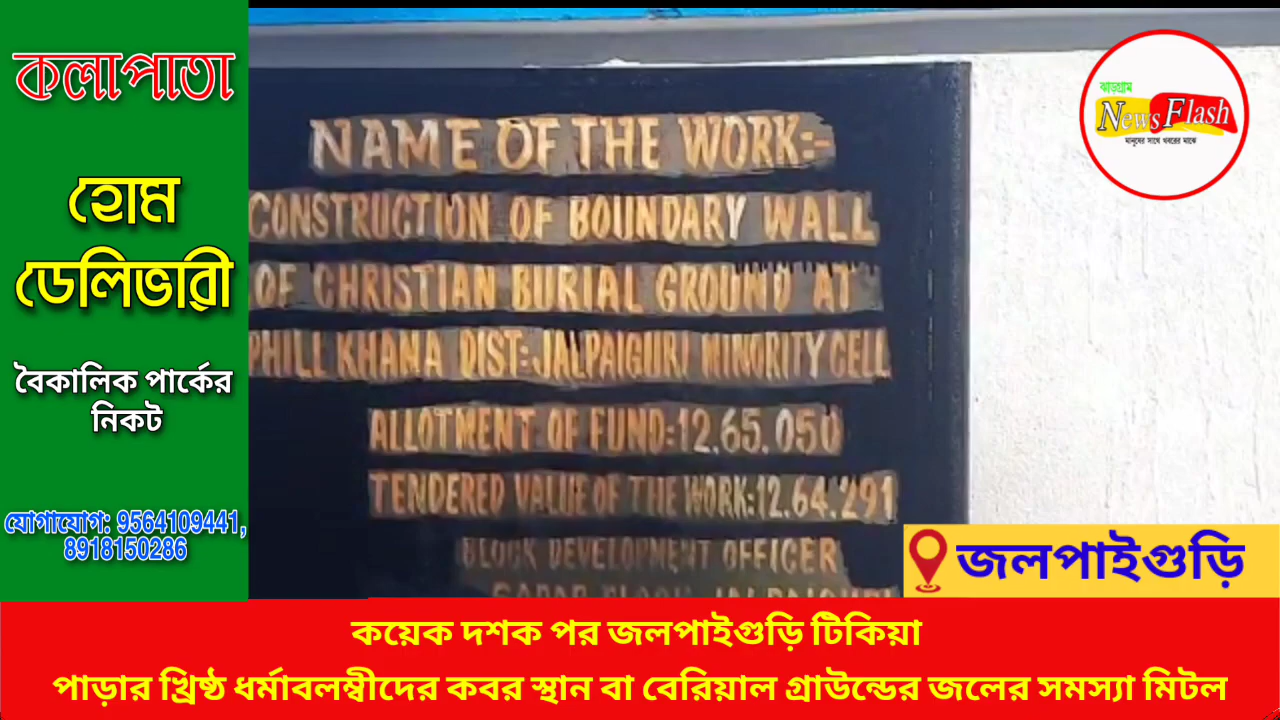 কলাপাতা
হোম
ডেলিভারী
বৈকালিক পার্কের
নিকট
যোগাযোগ: 9564109441,
8918150286
NAME OF THE WORK:-
CONSTRUCTION OF BOUNDARY WALL
OF CHRISTIAN BURIAL GROUND AT
PHILL KHANA DIST:JALPAIGURI MINORITY CELL
ALLOTMENT OF FUND:12,65,050
TENDERED VALUE OF THE WORK:12,64,291
BLOCK DEVELOPMENT OFFICER
ঝাড়গ্রাম
News Flash
মানুষের সাথে খবরের মাঝে
জলপাইগুড়ি
কয়েক দশক পর জলপাইগুড়ি টিকিয়া
পাড়ার খ্রিষ্ঠ ধর্মাবলম্বীদের কবর স্থান বা বেরিয়াল গ্রাউন্ডের জলের সমস্যা মিটল